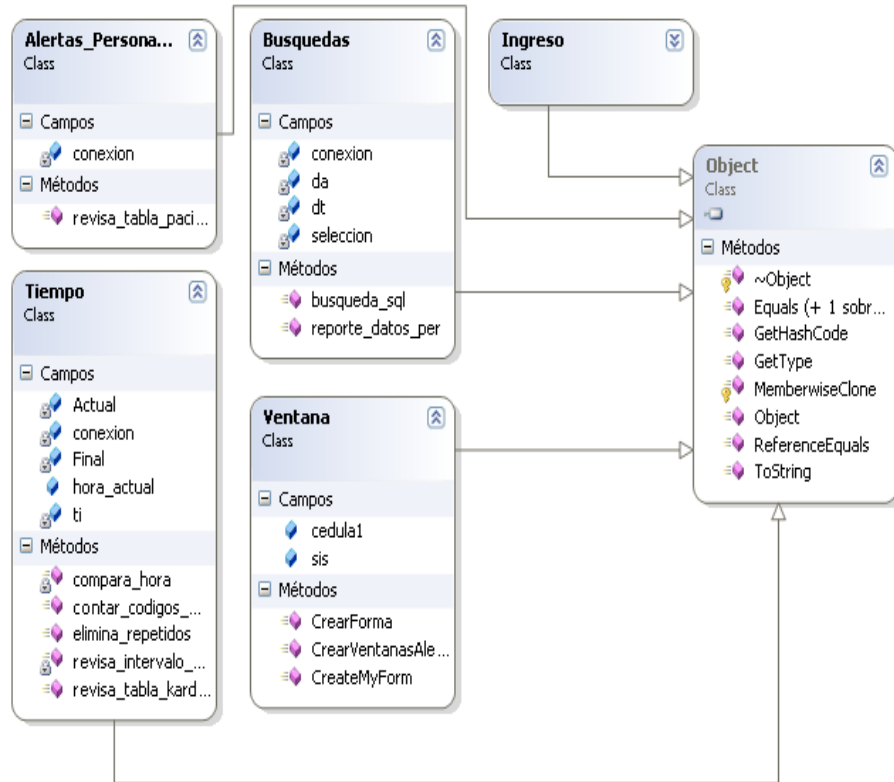 Alertas_Persona...
Class
Campos
conexion
Métodos
revisa_tabla_paci...
Busquedas
Class
Campos
conexion
da
dt
seleccion
Métodos
busqueda_sql
reporte_datos_per
Ingreso
Class
Object
Class
Métodos
~Object
Equals (+ 1 sobr...
GetHashCode
GetType
MemberwiseClone
Object
ReferenceEquals
ToString
Tiempo
Class
Campos
Actual
conexion
Final
hora_actual
ti
Métodos
compara_hora
contar_codigos_...
elimina_repetidos
revisa_intervalo_...
revisa_tabla_kard...
Ventana
Class
Campos
cedula1
sis
Métodos
CrearForma
CrearVentanasAle...
CreateMyForm